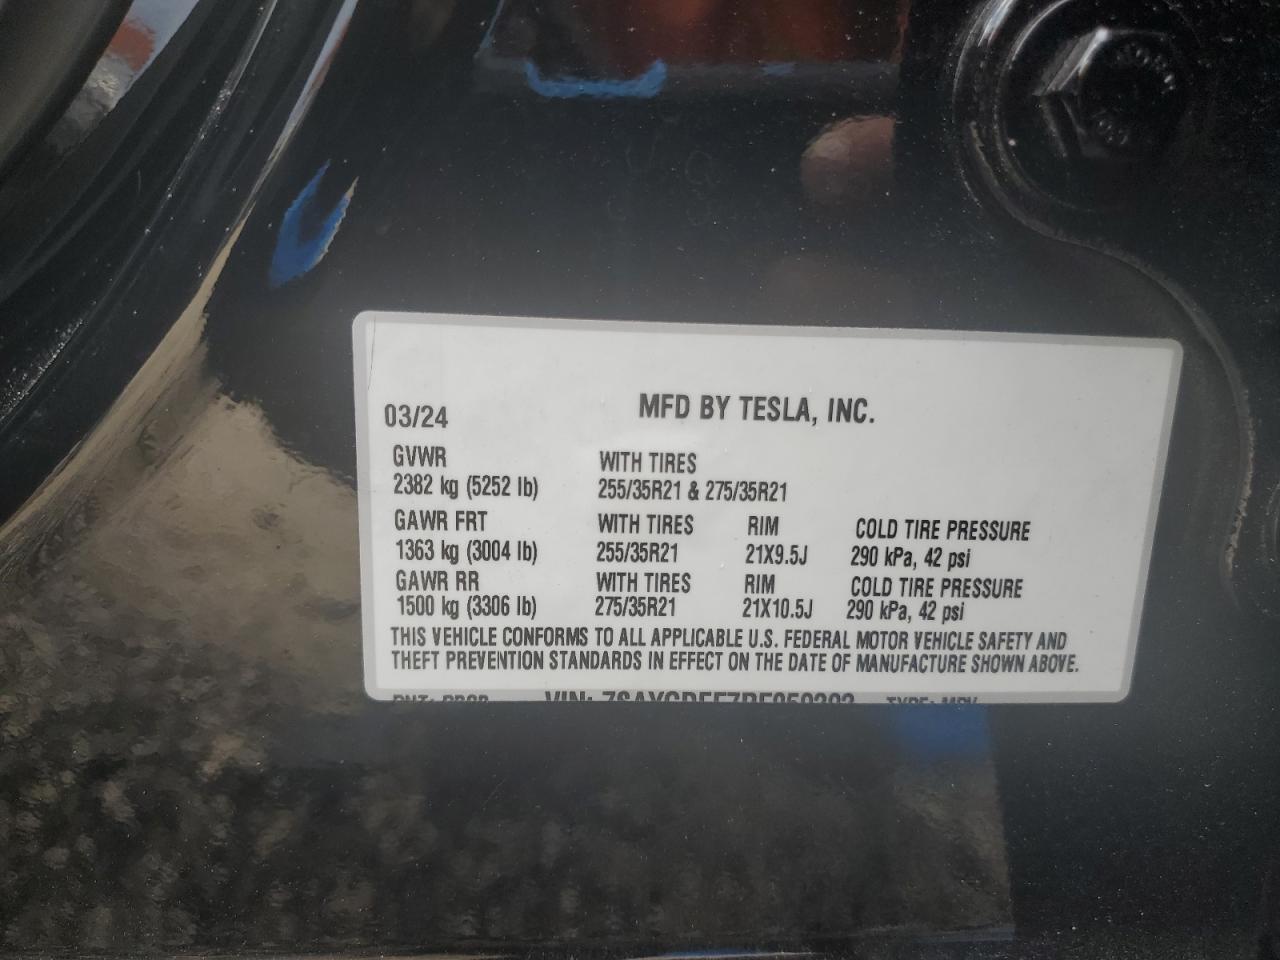 03/24 MFD BY TESLA, INC.
GVWR WITH TIRES
2382 kg (5252 lb) 255/35R21 & 275/35R21
GAWR FRT WITH TIRES RIM COLD TIRE PRESSURE
1363 kg (3004 lb) 255/35R21 21X9.5J 290 kPa, 42 psi
GAWR RR WITH TIRES RIM COLD TIRE PRESSURE
1500 kg (3306 lb) 275/35R21 21X10.5J 290 kPa, 42 psi
THIS VEHICLE CONFORMS TO ALL APPLICABLE U.S. FEDERAL MOTOR VEHICLE SAFETY AND
THEFT PREVENTION STANDARDS IN EFFECT ON THE DATE OF MANUFACTURE SHOWN ABOVE.
VIN: TYPE: MPV